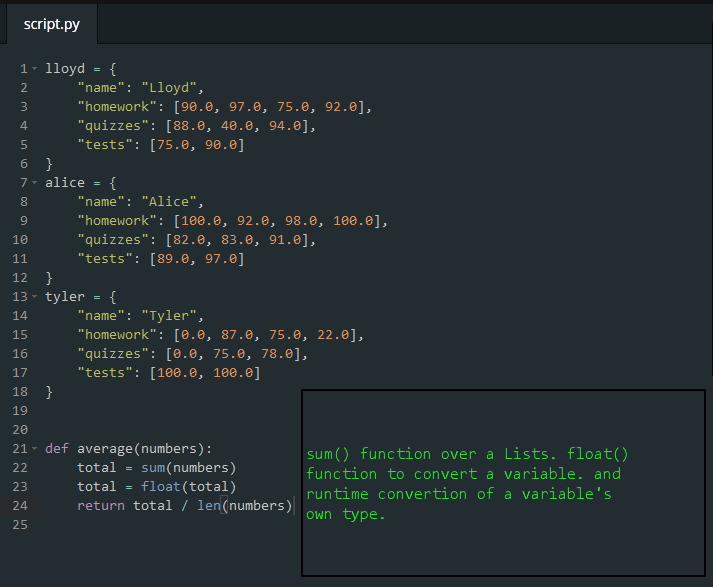 script.py
1 lloyd = {
2     "name": "Lloyd",
3     "homework": [90.0, 97.0, 75.0, 92.0],
4     "quizzes": [88.0, 40.0, 94.0],
5     "tests": [75.0, 90.0]
6 }
7 alice = {
8     "name": "Alice",
9     "homework": [100.0, 92.0, 98.0, 100.0],
10     "quizzes": [82.0, 83.0, 91.0],
11     "tests": [89.0, 97.0]
12 }
13 tyler = {
14     "name": "Tyler",
15     "homework": [0.0, 87.0, 75.0, 22.0],
16     "quizzes": [0.0, 75.0, 78.0],
17     "tests": [100.0, 100.0]
18 }
19
20
21 def average(numbers):
22     total = sum(numbers)
23     total = float(total)
24     return total / len(numbers)
25
sum() function over a Lists. float()
function to convert a variable. and
runtime convertion of a variable's
own type.